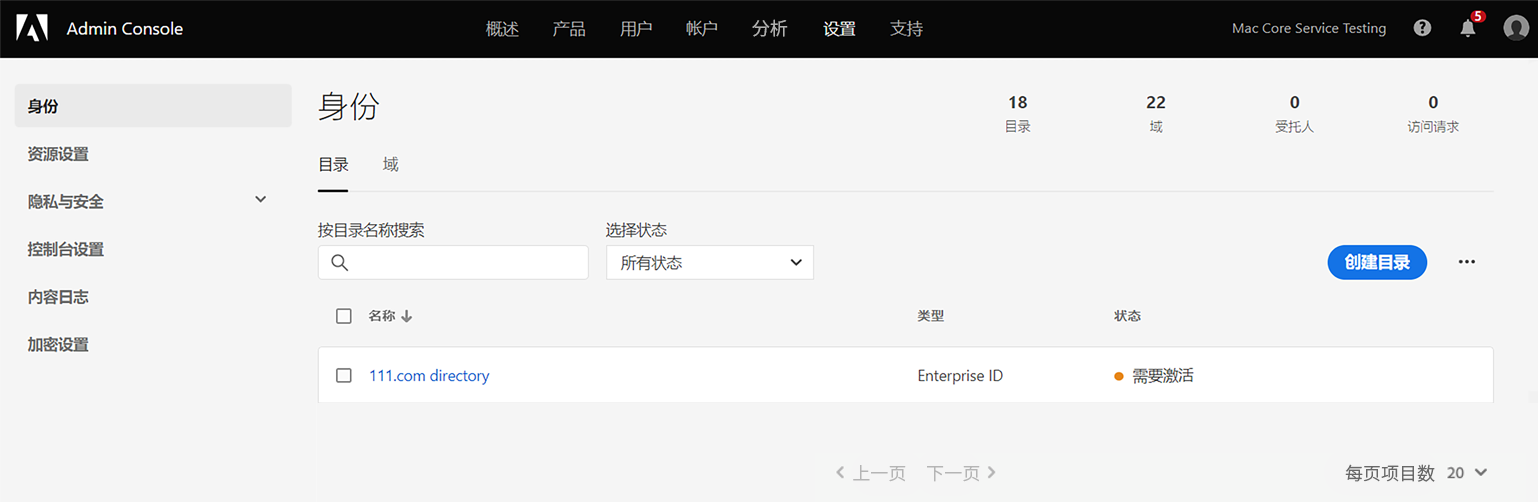 Admin Console 概述 产品 用户 帐户 分析 设置 支持 Mac Core Service Testing 5
身份
资源设置
隐私与安全
控制台设置
内容日志
加密设置
身份
18 22 0 0
目录 域 受托人 访问请求
目录 域
按目录名称搜索 选择状态
所有状态 创建目录
名称 类型 状态
111.com directory Enterprise ID 需要激活
上一页 下一页 每页项目数 20